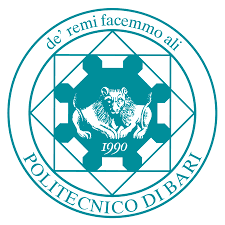 de' remi facemmo ali
1990
POLITECNICO DI BARI